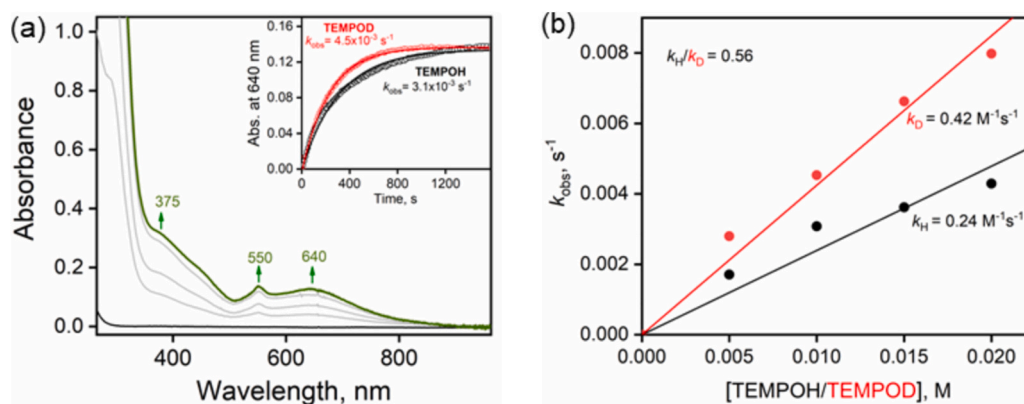 (a)
1.0
0.8
0.6
0.4
0.2
0.0
Absorbance
400 600 800
Wavelength, nm
375
550
640
TEMPOD
kobs= 4.5x10⁻³ s⁻¹
TEMPOH
kobs= 3.1x10⁻³ s⁻¹
0.16
0.12
0.08
0.04
0.00
Abs. at 640 nm
0 400 800 1200
Time, s
(b)
0.008
0.006
0.004
0.002
0.000
kobs, s⁻¹
kH/kD = 0.56
kD = 0.42 M⁻¹s⁻¹
kH = 0.24 M⁻¹s⁻¹
0.000 0.005 0.010 0.015 0.020
[TEMPOH/TEMPOD], M